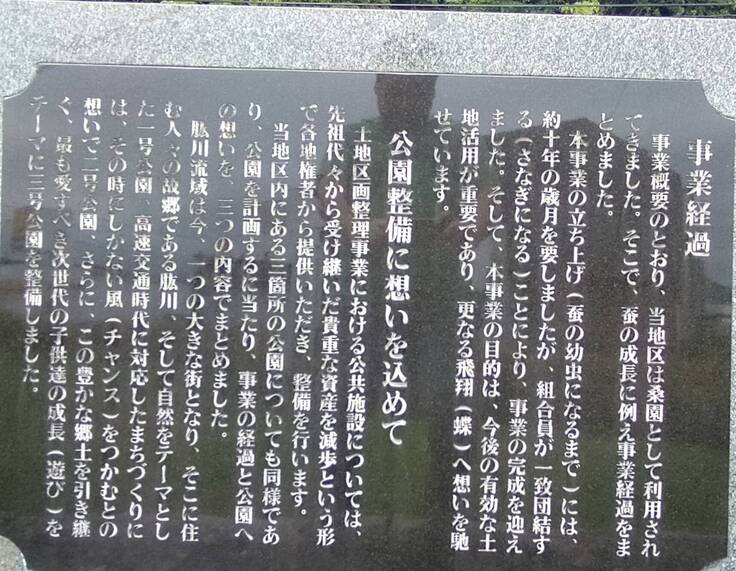 事業経過
事業概要のとおり、当地区は桑園として利用され
てきました。そこで、蚕の成長に例え事業経過をま
とめました。
本事業の立ち上げ(蚕の幼虫になるまで)には、
約十年の歳月を要しましたが、組合員が一致団結す
る(さなぎになる)ことにより、事業の完成を迎え
ました。そして、本事業の目的は、今後の有効な土
地活用が重要であり、更なる飛翔(蝶)へ想いを馳
せています。
公園整備に想いを込めて
土地区画整理事業における公共施設については、
先祖代々から受け継いだ貴重な資産を減歩という形
で各地権者から提供いただき、整備を行います。
当地区内にある三箇所の公園についても同様であ
り、公園を計画するに当たり、事業の経過と公園へ
の想いを、三つの内容でまとめました。
肱川流域は今、一つの大きな街となり、そこに住
む人々の故郷である肱川、そして自然をテーマとし
た一号公園、高速交通時代に対応したまちづくりに
は、その時にしかない風(チャンス)をつかむとの
想いで二号公園、さらに、この豊かな郷土を引き継
ぐ、最も愛すべき次世代の子供達の成長(遊び)を
テーマに三号公園を整備しました。